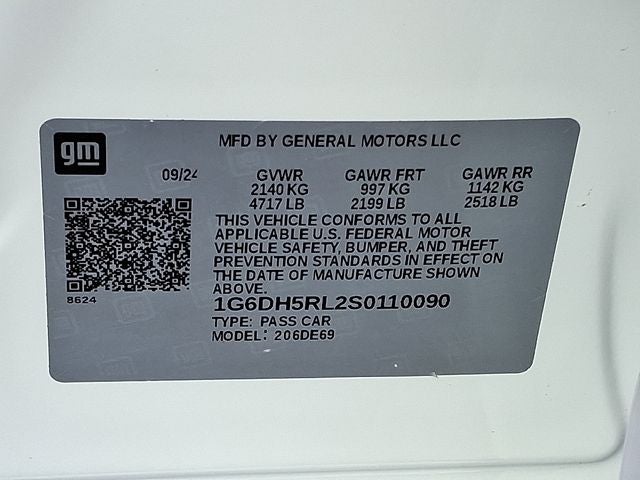 gm
MFD BY GENERAL MOTORS LLC
09/24 GVWR GAWR FRT GAWR RR
2140 KG 997 KG 1142 KG
4717 LB 2199 LB 2518 LB
THIS VEHICLE CONFORMS TO ALL
APPLICABLE U.S. FEDERAL MOTOR
VEHICLE SAFETY, BUMPER, AND THEFT
PREVENTION STANDARDS IN EFFECT ON
THE DATE OF MANUFACTURE SHOWN
ABOVE.
8624
1G6DH5RL2S0110090
TYPE: PASS CAR
MODEL: 206DE69